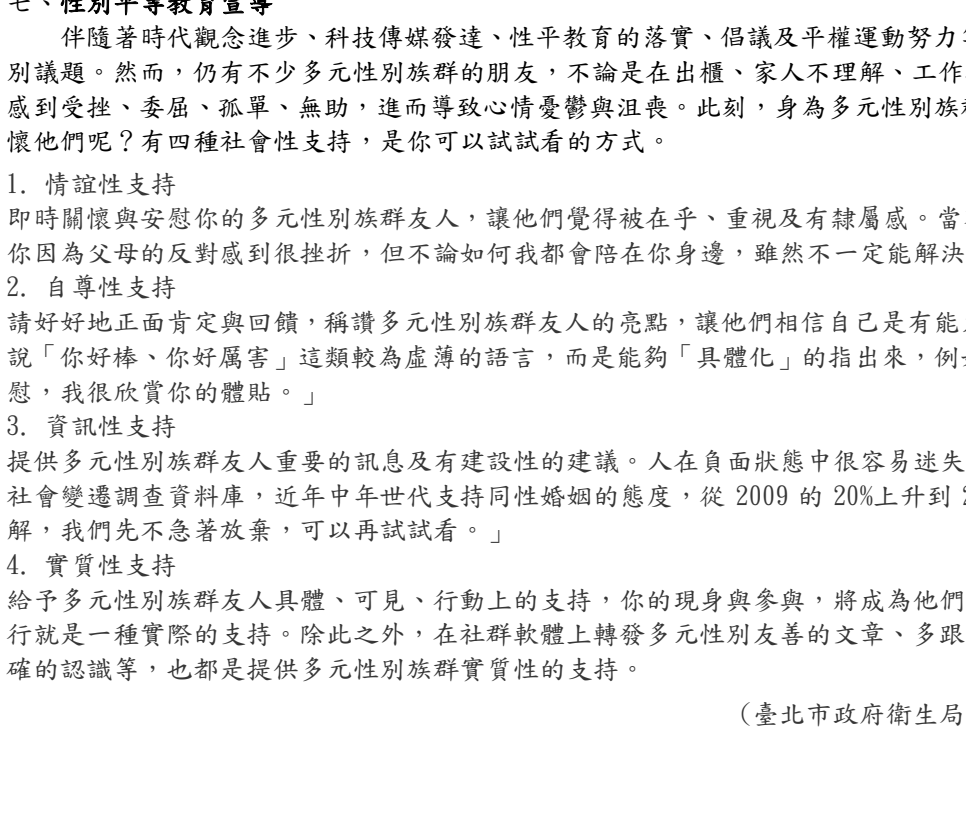 七、性別平等教育宣導
伴隨著時代觀念進步、科技傳媒發達、性平教育的落實、倡議及平權運動努力
別議題。然而，仍有不少多元性別族群的朋友，不論是在出櫃、家人不理解、工作
感到受挫、委屈、孤單、無助，進而導致心情憂鬱與沮喪。此刻，身為多元性別族
懷他們呢？有四種社會性支持，是你可以試試看的方式。
1. 情誼性支持
即時關懷與安慰你的多元性別族群友人，讓他們覺得被在乎、重視及有隸屬感。當
你因為父母的反對感到很挫折，但不論如何我都會陪在你身邊，雖然不一定能解決
2. 自尊性支持
請好好地正面肯定與回饋，稱讚多元性別族群友人的亮點，讓他們相信自己是有能
說「你好棒、你好厲害」這類較為虛薄的語言，而是能夠「具體化」的指出來，例
慰，我很欣賞你的體貼。」
3. 資訊性支持
提供多元性別族群友人重要的訊息及有建設性的建議。人在負面狀態中很容易迷失
社會變遷調查資料庫，近年中年世代支持同性婚姻的態度，從 2009 的 20%上升到
解，我們先不急著放棄，可以再試試看。」
4. 實質性支持
給予多元性別族群友人具體、可見、行動上的支持，你的現身與參與，將成為他們
行就是一種實際的支持。除此之外，在社群軟體上轉發多元性別友善的文章、多跟
確的認識等，也都是提供多元性別族群實質性的支持。
（臺北市政府衛生局